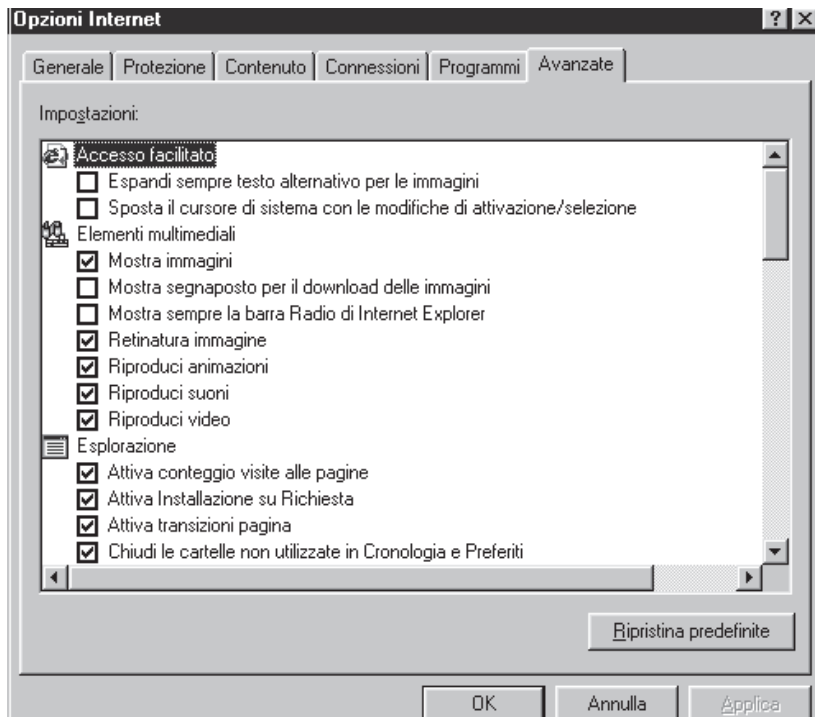 Opzioni Internet
Generale Protezione Contenuto Connessioni Programmi Avanzate
Impostazioni:
Accesso facilitato
Espandi sempre testo alternativo per le immagini
Sposta il cursore di sistema con le modifiche di attivazione/selezione
Elementi multimediali
Mostra immagini
Mostra segnaposto per il download delle immagini
Mostra sempre la barra Radio di Internet Explorer
Retinatura immagine
Riproduci animazioni
Riproduci suoni
Riproduci video
Esplorazione
Attiva conteggio visite alle pagine
Attiva Installazione su Richiesta
Attiva transizioni pagina
Chiudi le cartelle non utilizzate in Cronologia e Preferiti
Ripristina predefinite
OK Annulla Applica